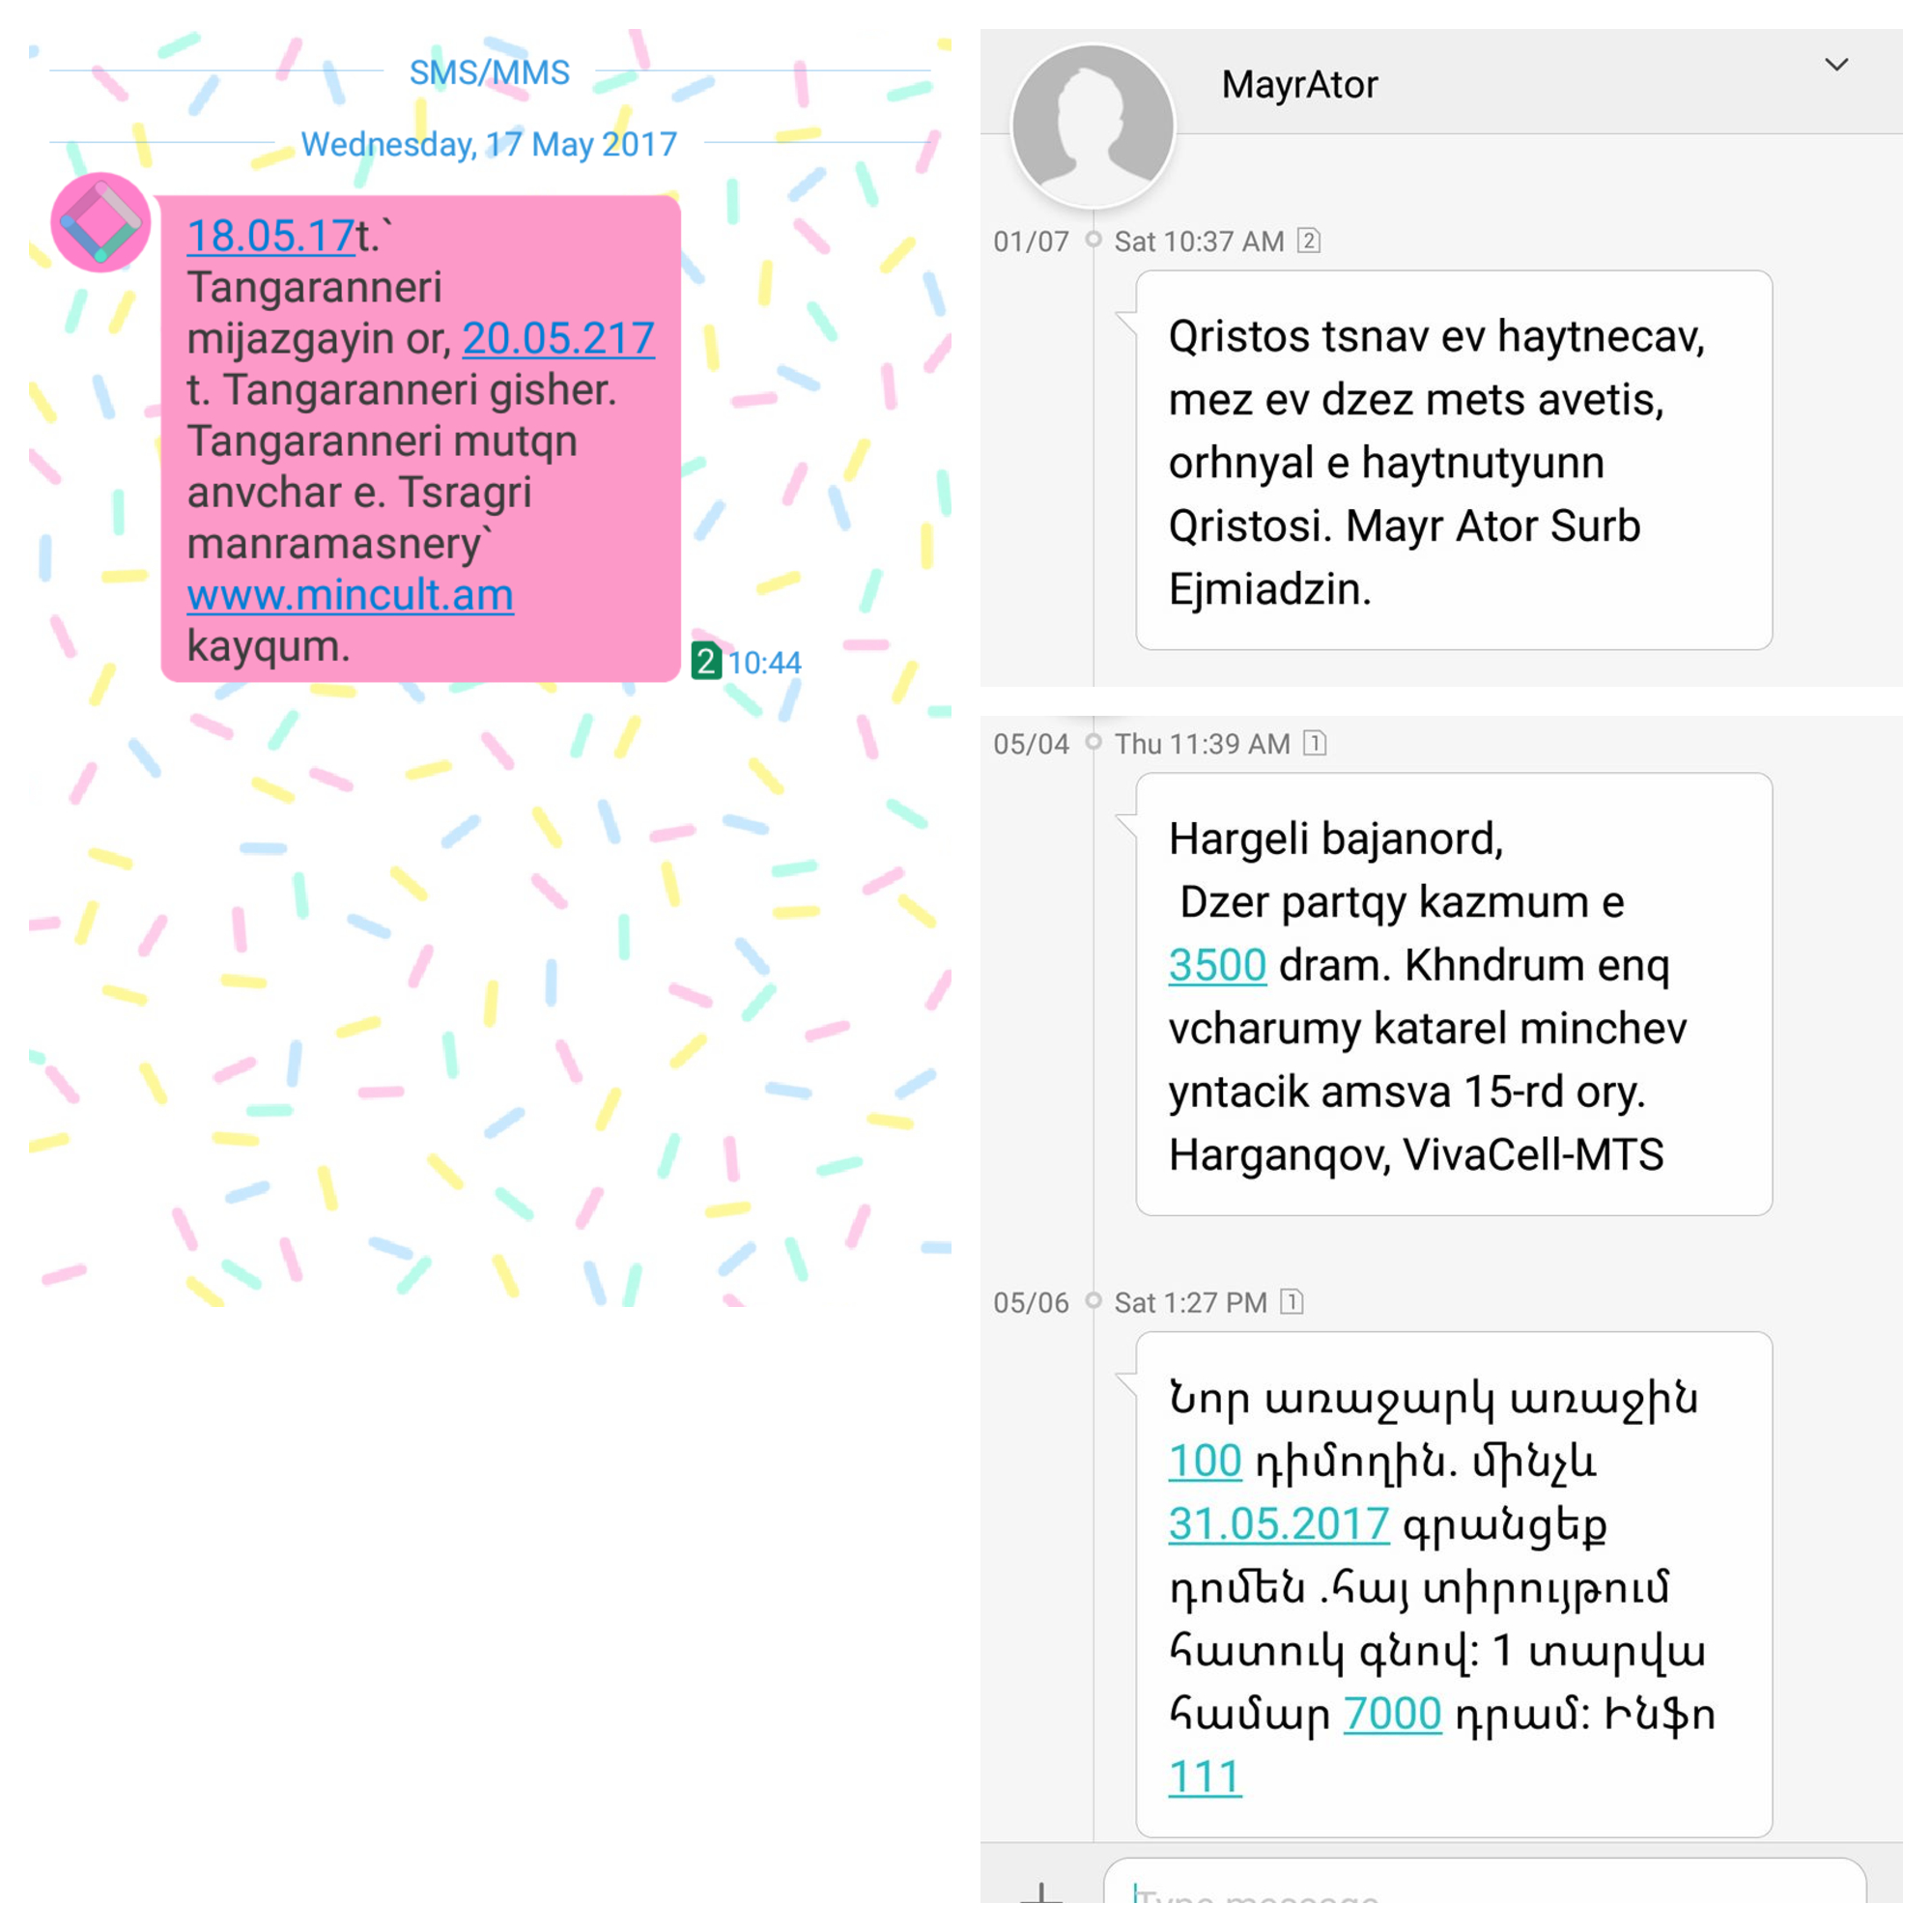 SMS/MMS
Wednesday, 17 May 2017
18.05.17t.`
Tangaranneri
mijazgayin or, 20.05.217
t. Tangaranneri gisher.
Tangaranneri mutqn
anvchar e. Tsragri
manramasnery`
www.mincult.am
kayqum.
2 10:44
MayrAtor
01/07 Sat 10:37 AM 2
Qristos tsnav ev haytnecav,
mez ev dzez mets avetis,
orhnyal e haytnutyunn
Qristosi. Mayr Ator Surb
Ejmiadzin.
05/04 Thu 11:39 AM 1
Hargeli bajanord,
Dzer partqy kazmum e
3500 dram. Khndrum enq
vcharumy katarel minchev
yntacik amsva 15-rd ory.
Harganqov, VivaCell-MTS
05/06 Sat 1:27 PM 1
Նոր առաջարկ առաջին
100 դիմողին. մինչև
31.05.2017 գրանցեք
դոմեն .հայ տիրույթում
հատուկ գնով: 1 տարվա
համար 7000 դրամ: Ինֆո
111
Type message